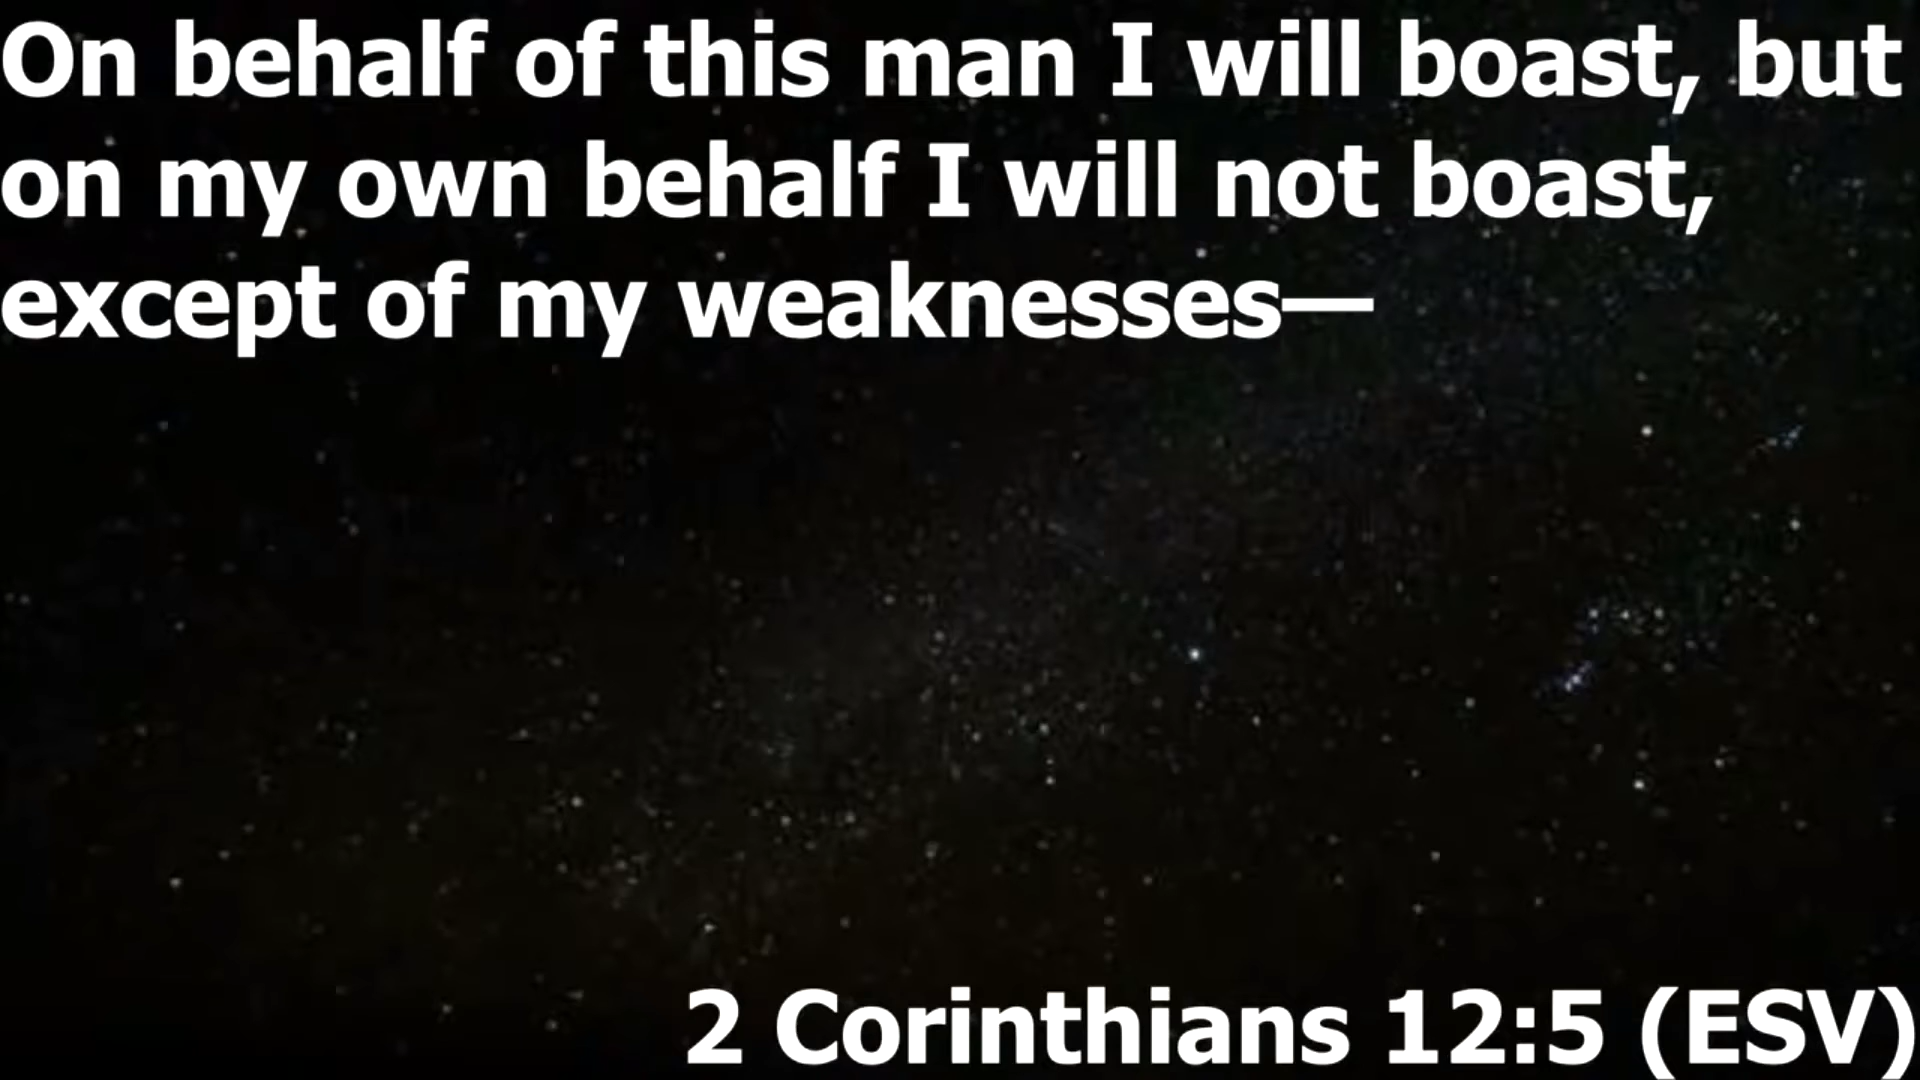 On behalf of this man I will boast, but
on my own behalf I will not boast,
except of my weaknesses—
2 Corinthians 12:5 (ESV)